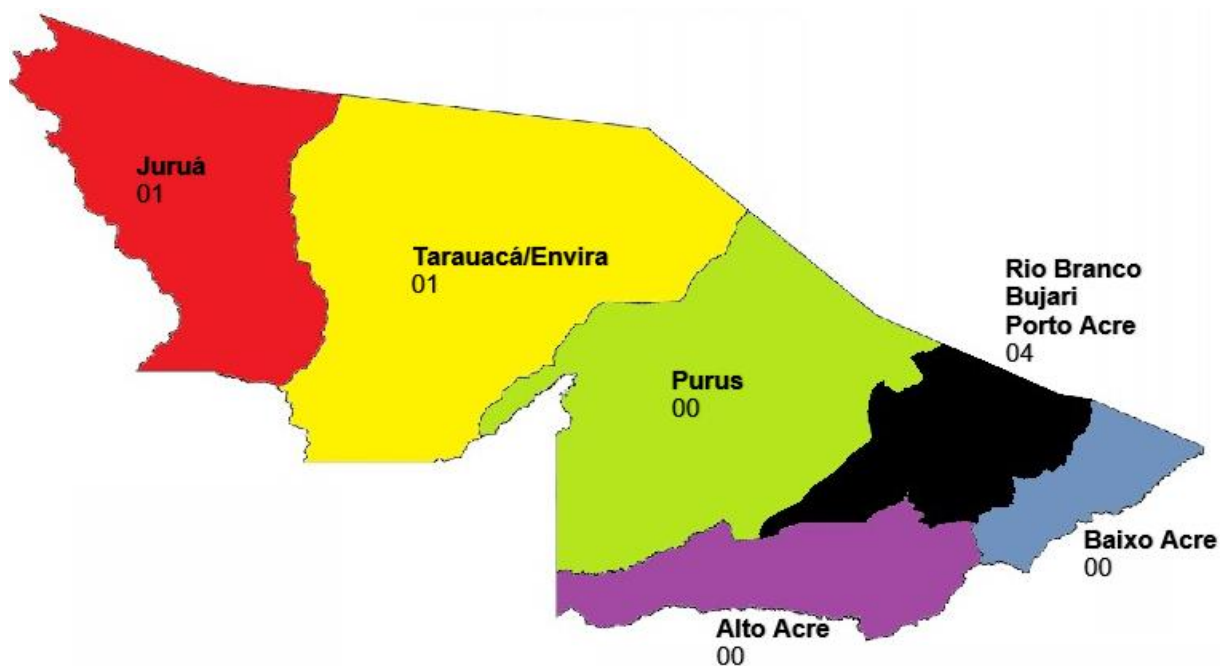 Juruá
01
Tarauacá/Envira
01
Rio Branco
Bujari
Porto Acre
04
Purus
00
Baixo Acre
00
Alto Acre
00